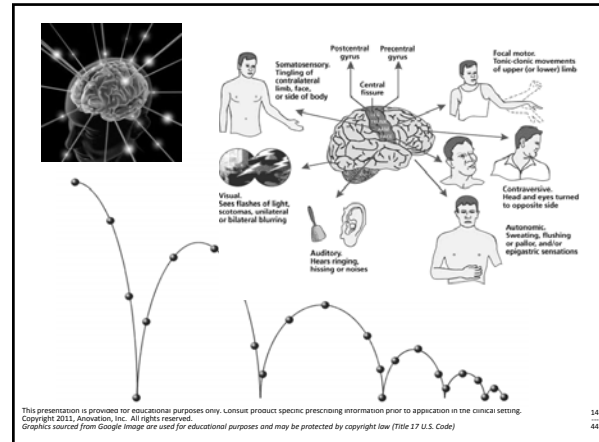 Somatosensory.
Tingling of
contralateral
limb, face,
or side of body
Postcentral
gyrus
Precentral
gyrus
Central
fissure
Focal motor.
Tonic-clonic movements
of upper (or lower) limb
Visual.
Sees flashes of light,
scotomas, unilateral
or bilateral blurring
Auditory.
Hears ringing,
hissing or noises
Contraversive.
Head and eyes turned
to opposite side
Autonomic.
Sweating, flushing
or pallor, and/or
epigastric sensations
This presentation is provided for educational purposes only. Consult product specific prescribing information prior to application in the clinical setting.
Copyright 2011, Anovation, Inc. All rights reserved.
Graphics sourced from Google Image are used for educational purposes and may be protected by copyright law (Title 17 U.S. Code)
14
44